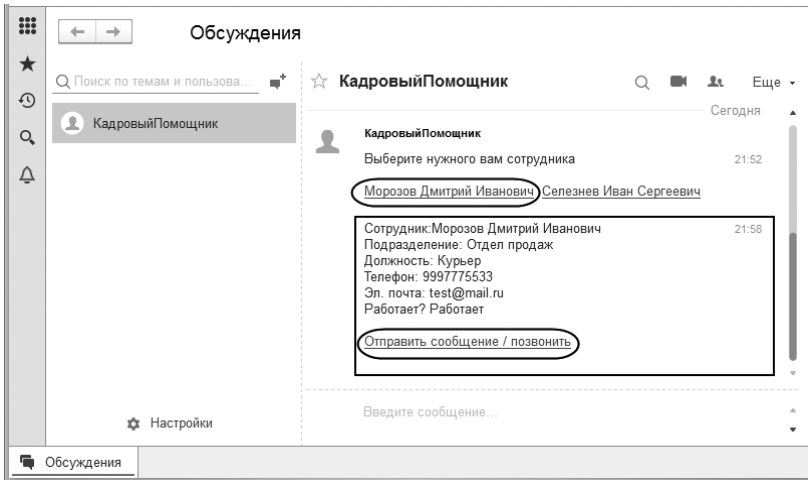 Обсуждения
Поиск по темам и пользова...
КадровыйПомощник
Еще
Сегодня
КадровыйПомощник
КадровыйПомощник
Выберите нужного вам сотрудника 21:52
Морозов Дмитрий Иванович Селезнев Иван Сергеевич
Сотрудник:Морозов Дмитрий Иванович 21:58
Подразделение: Отдел продаж
Должность: Курьер
Телефон: 9997775533
Эл. почта: test@mail.ru
Работает? Работает
Отправить сообщение / позвонить
Введите сообщение...
Настройки
Обсуждения